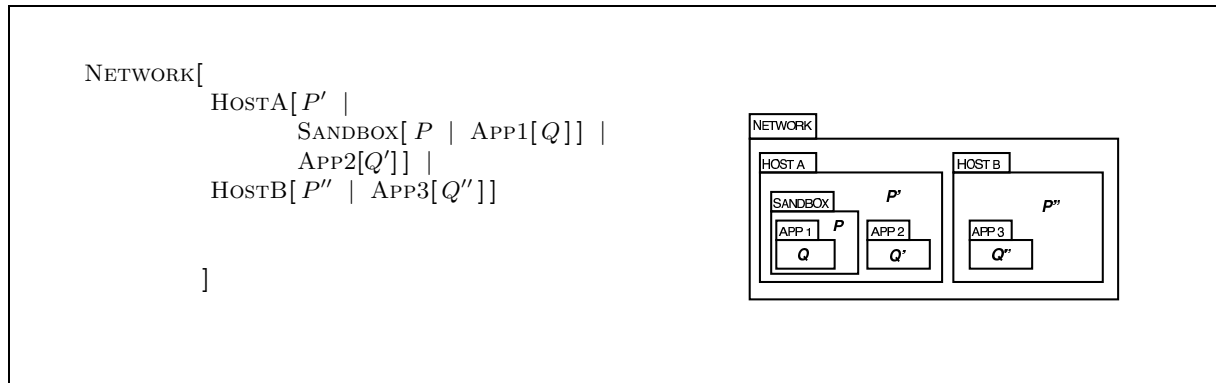 NETWORK[
HOSTA[ P′ |
SANDBOX[ P | APP1[Q]] |
APP2[Q′]] |
HOSTB[ P″ | APP3[Q″]]
]
NETWORK
HOST A
HOST B
SANDBOX
P'
P"
APP 1
P
APP 2
APP 3
Q
Q'
Q"